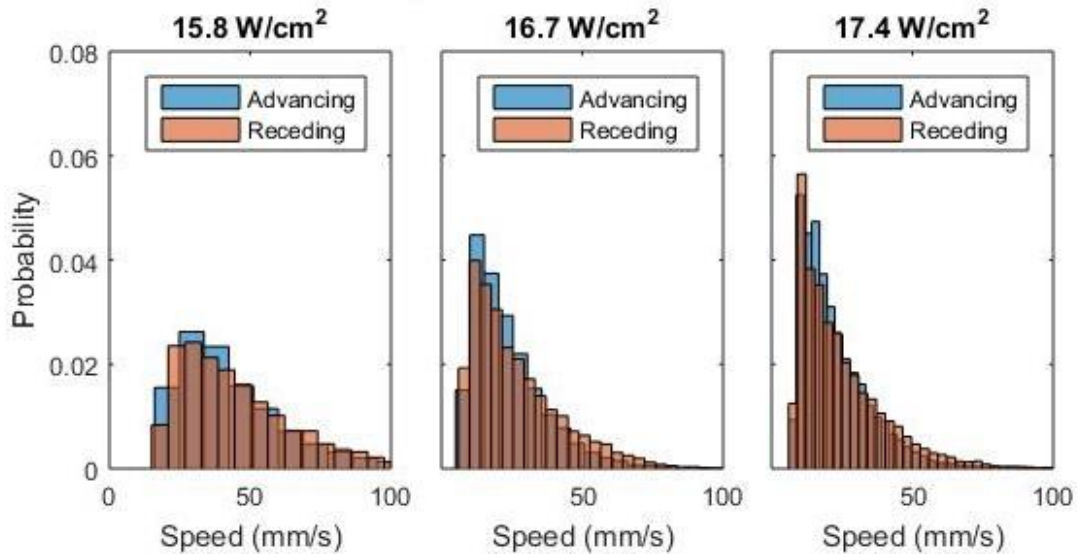 15.8 W/cm² 16.7 W/cm² 17.4 W/cm²
0.08
Advancing Advancing Advancing
Receding Receding Receding
0.06
Probability
0.04
0.02
0
0 50 100 50 100 50 100
Speed (mm/s) Speed (mm/s) Speed (mm/s)